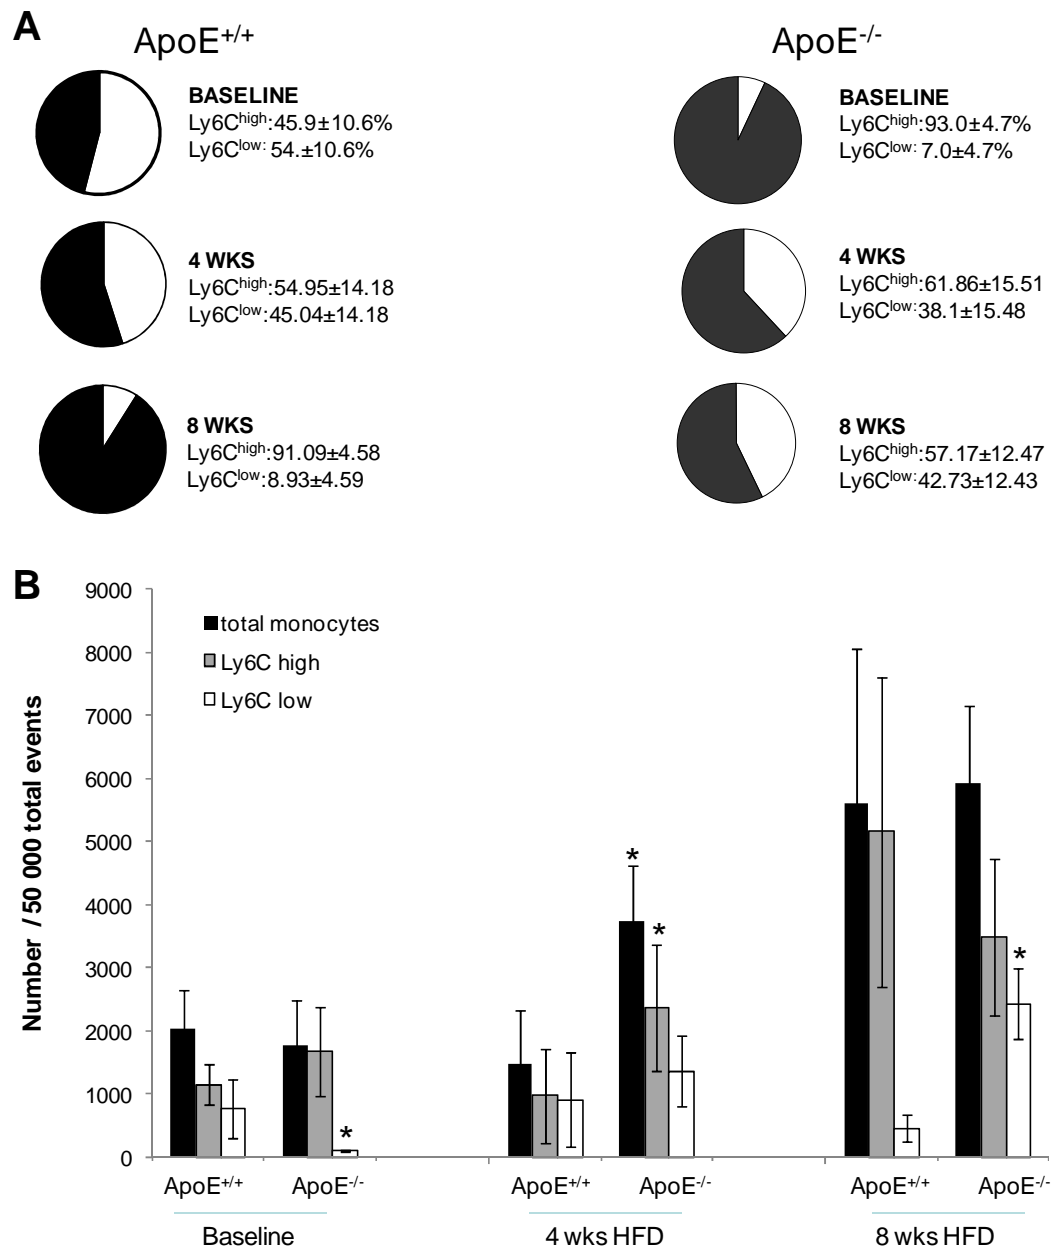 A
ApoE+/+
BASELINE
Ly6Chigh:45.9±10.6%
Ly6Clow: 54.±10.6%
4 WKS
Ly6Chigh:54.95±14.18
Ly6Clow:45.04±14.18
8 WKS
Ly6Chigh:91.09±4.58
Ly6Clow:8.93±4.59
ApoE-/-
BASELINE
Ly6Chigh:93.0±4.7%
Ly6Clow: 7.0±4.7%
4 WKS
Ly6Chigh:61.86±15.51
Ly6Clow:38.1±15.48
8 WKS
Ly6Chigh:57.17±12.47
Ly6Clow:42.73±12.43
B
Number / 50 000 total events
9000
8000
7000
6000
5000
4000
3000
2000
1000
0
total monocytes
Ly6C high
Ly6C low
*
*
*
*
ApoE+/+ ApoE-/- ApoE+/+ ApoE-/- ApoE+/+ ApoE-/-
Baseline 4 wks HFD 8 wks HFD